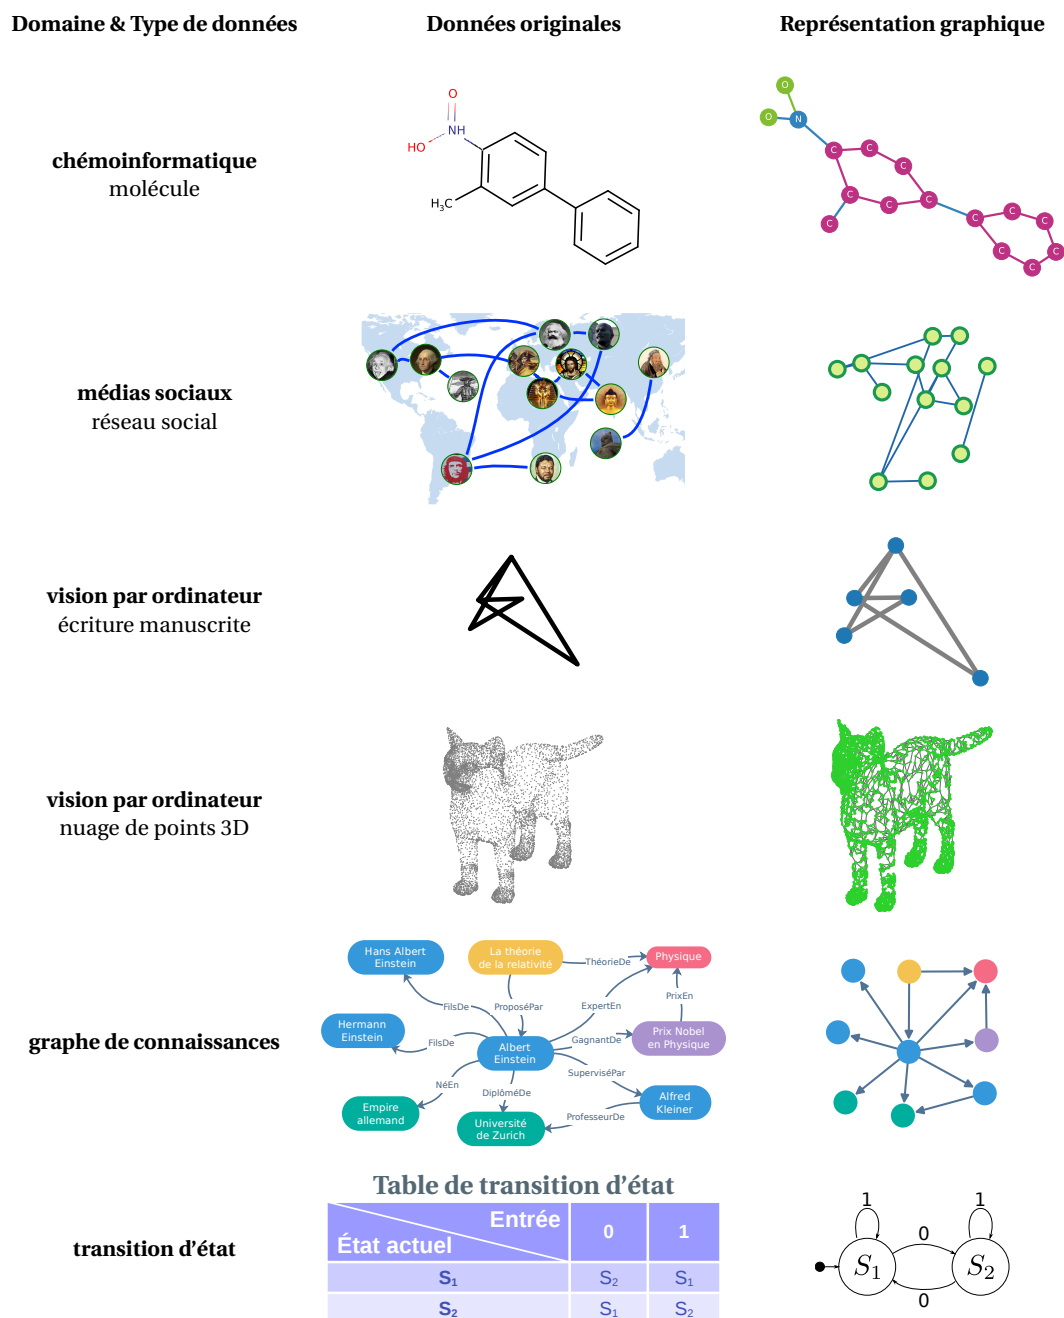 Domaine & Type de données
Données originales
Représentation graphique
chémoinformatique
molécule
O
NH
HO
H₃C
O
O
N
C
C
C
C
C
C
C
C
C
C
C
C
C
médias sociaux
réseau social
vision par ordinateur
écriture manuscrite
vision par ordinateur
nuage de points 3D
graphe de connaissances
Hans Albert
Einstein
La théorie
de la relativité
Physique
ThéorieDe
FilsDe
ProposéPar
ExpertEn
PrixEn
Hermann
Einstein
FilsDe
Albert
Einstein
GagnantDe
Prix Nobel
en Physique
NéEn
DiplôméDe
SuperviséPar
Empire
allemand
Université
de Zurich
ProfesseurDe
Alfred
Kleiner
transition d'état
Table de transition d'état
Entrée
État actuel
0
1
S₁
S₂
S₁
S₂
S₁
S₂
1
1
0
S₁
S₂
0